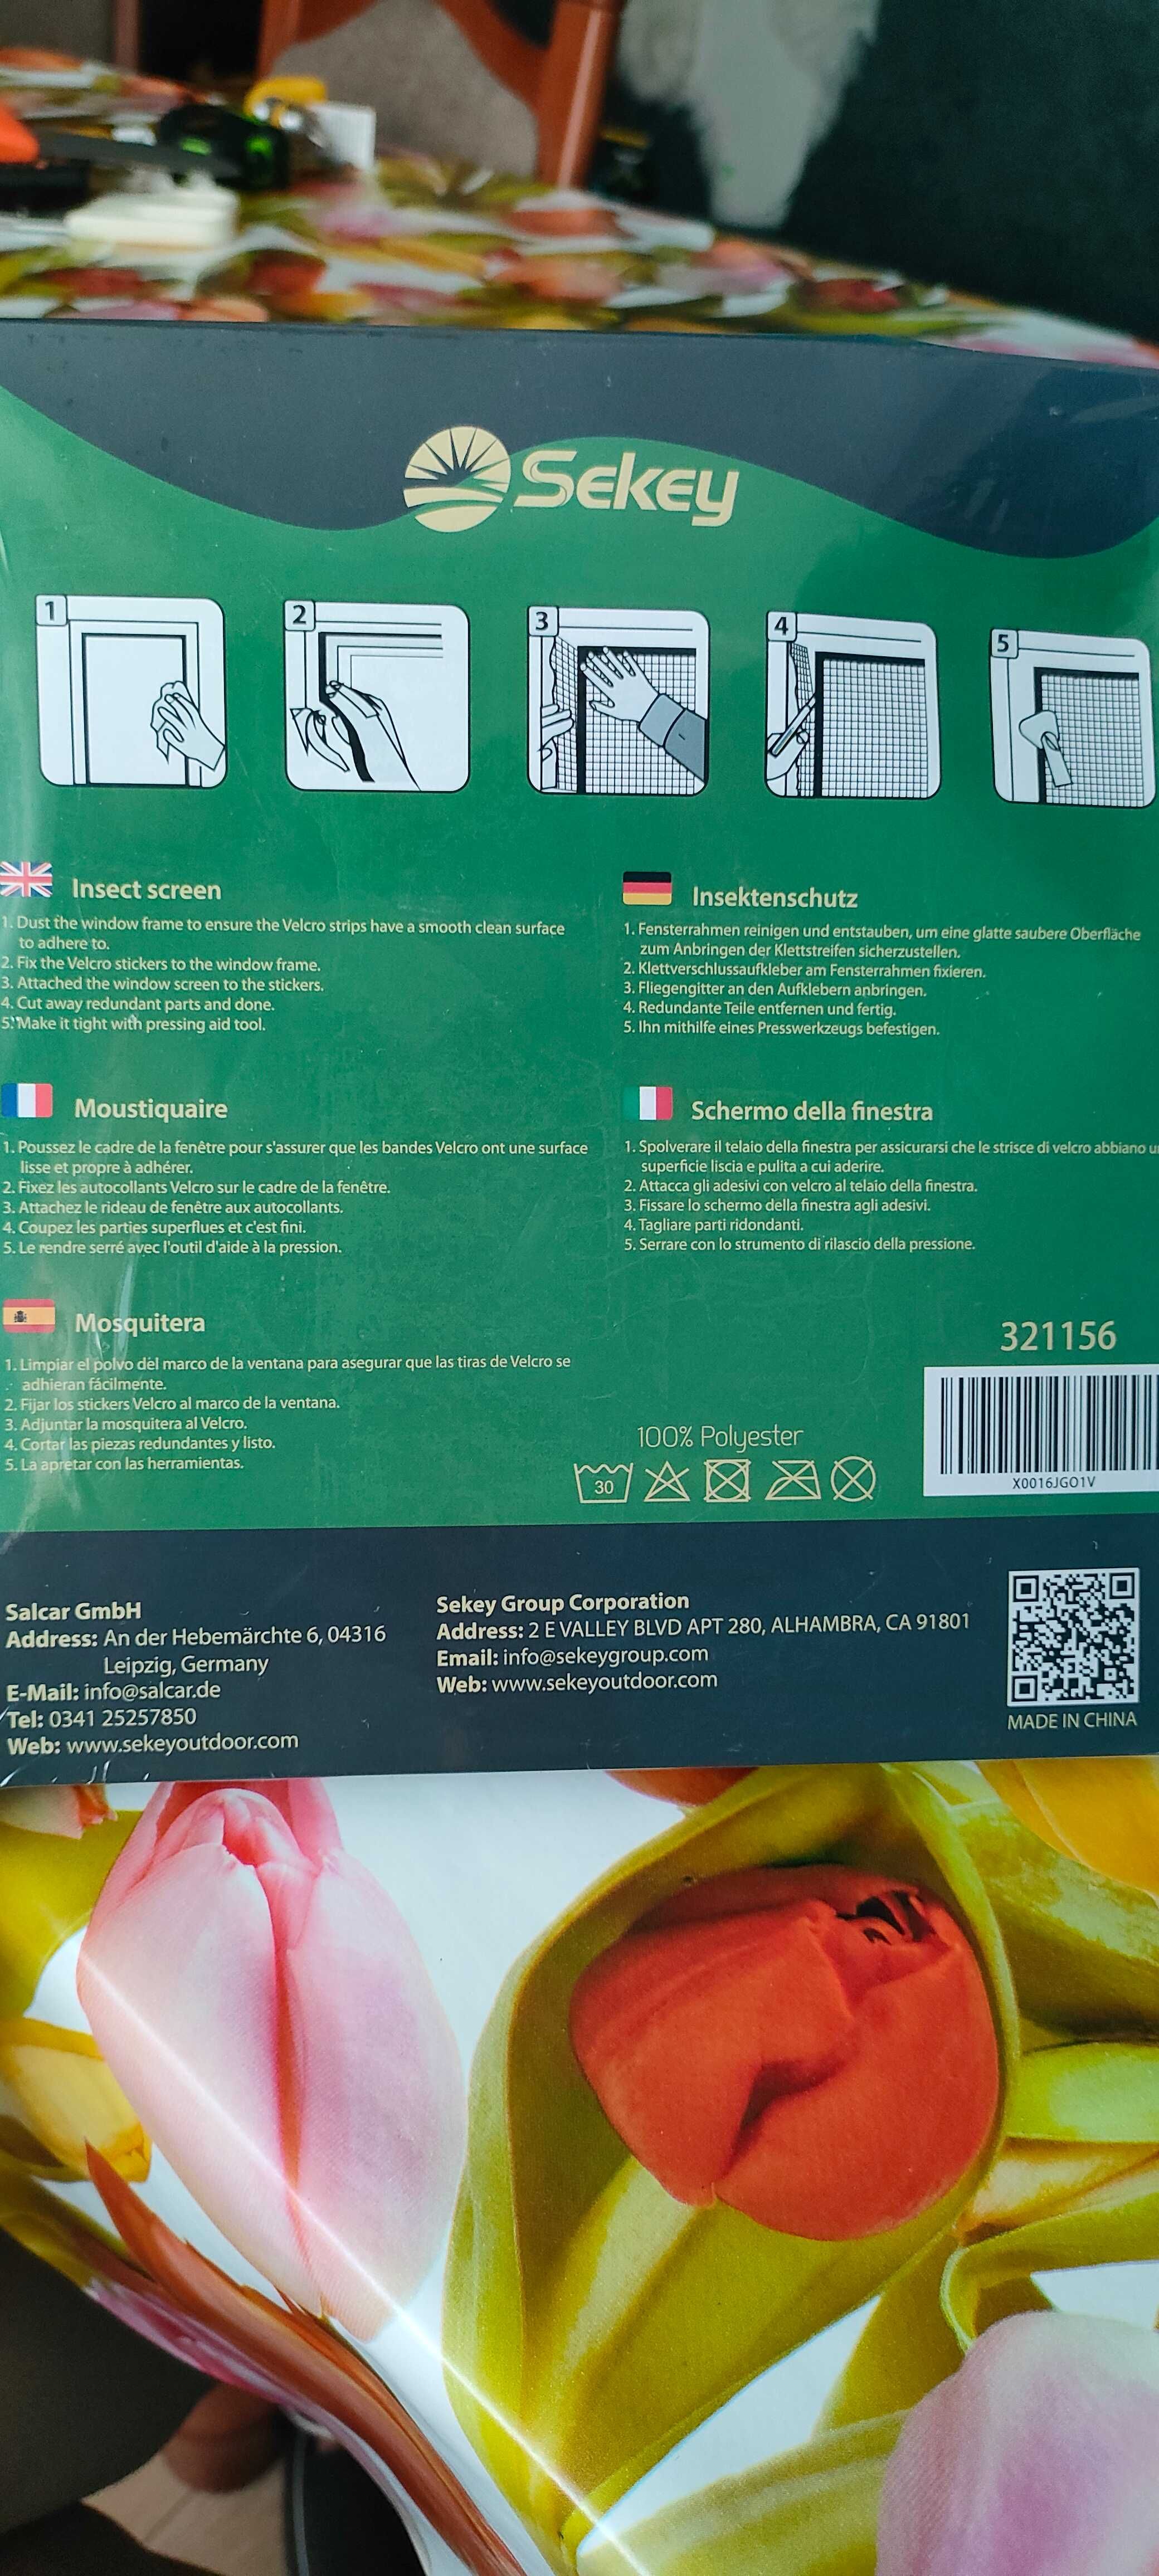 Sekey
1
2
3
4
5
Insect screen
1. Dust the window frame to ensure the Velcro strips have a smooth clean surface
to adhere to.
2. Fix the Velcro stickers to the window frame.
3. Attached the window screen to the stickers.
4. Cut away redundant parts and done.
5. Make it tight with pressing aid tool.
Insektenschutz
1. Fensterrahmen reinigen und entstauben, um eine glatte saubere Oberfläche
zum Anbringen der Klettstreifen sicherzustellen.
2. Klettverschlussaufkleber am Fensterrahmen fixieren.
3. Fliegengitter an den Aufklebern anbringen.
4. Redundante Teile entfernen und fertig.
5. Ihn mithilfe eines Presswerkzeugs befestigen.
Moustiquaire
1. Poussez le cadre de la fenêtre pour s'assurer que les bandes Velcro ont une surface
lisse et propre à adhérer.
2. Fixez les autocollants Velcro sur le cadre de la fenêtre.
3. Attachez le rideau de fenêtre aux autocollants.
4. Coupez les parties superflues et c'est fini.
5. Le rendre serré avec l'outil d'aide à la pression.
Schermo della finestra
1. Spolverare il telaio della finestra per assicurarsi che le strisce di velcro abbiano
superficie liscia e pulita a cui aderire.
2. Attacca gli adesivi con velcro al telaio della finestra.
3. Fissare lo schermo della finestra agli adesivi.
4. Tagliare parti ridondanti.
5. Serrare con lo strumento di rilascio della pressione.
Mosquitera
1. Limpiar el polvo del marco de la ventana para asegurar que las tiras de Velcro se
adhieran fácilmente.
2. Fijar los stickers Velcro al marco de la ventana.
3. Adjuntar la mosquitera al Velcro.
4. Cortar las piezas redundantes y listo.
5. La apretar con las herramientas.
321156
100% Polyester
30
X0016JGO1V
Salcar GmbH
Address: An der Hebemärchte 6, 04316
Leipzig, Germany
E-Mail: info@salcar.de
Tel: 0341 25257850
Web: www.sekeyoutdoor.com
Sekey Group Corporation
Address: 2 E VALLEY BLVD APT 280, ALHAMBRA, CA 91801
Email: info@sekeygroup.com
Web: www.sekeyoutdoor.com
MADE IN CHINA